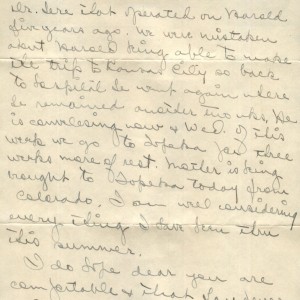 Dr. here that operated on Harold
five years ago. We were mistaken
about Harold being able to make
the trip to Kansas City so back
to hospital he went again where
he remained another two wks. He
is convalescing now & Wed. of this
week we go to Topeka for three
weeks more of rest. Mother is being
brought to Topeka today from
Colorado. I am well considering
every thing I have been thru
this summer.
I do hope dear you are
comfortable & that